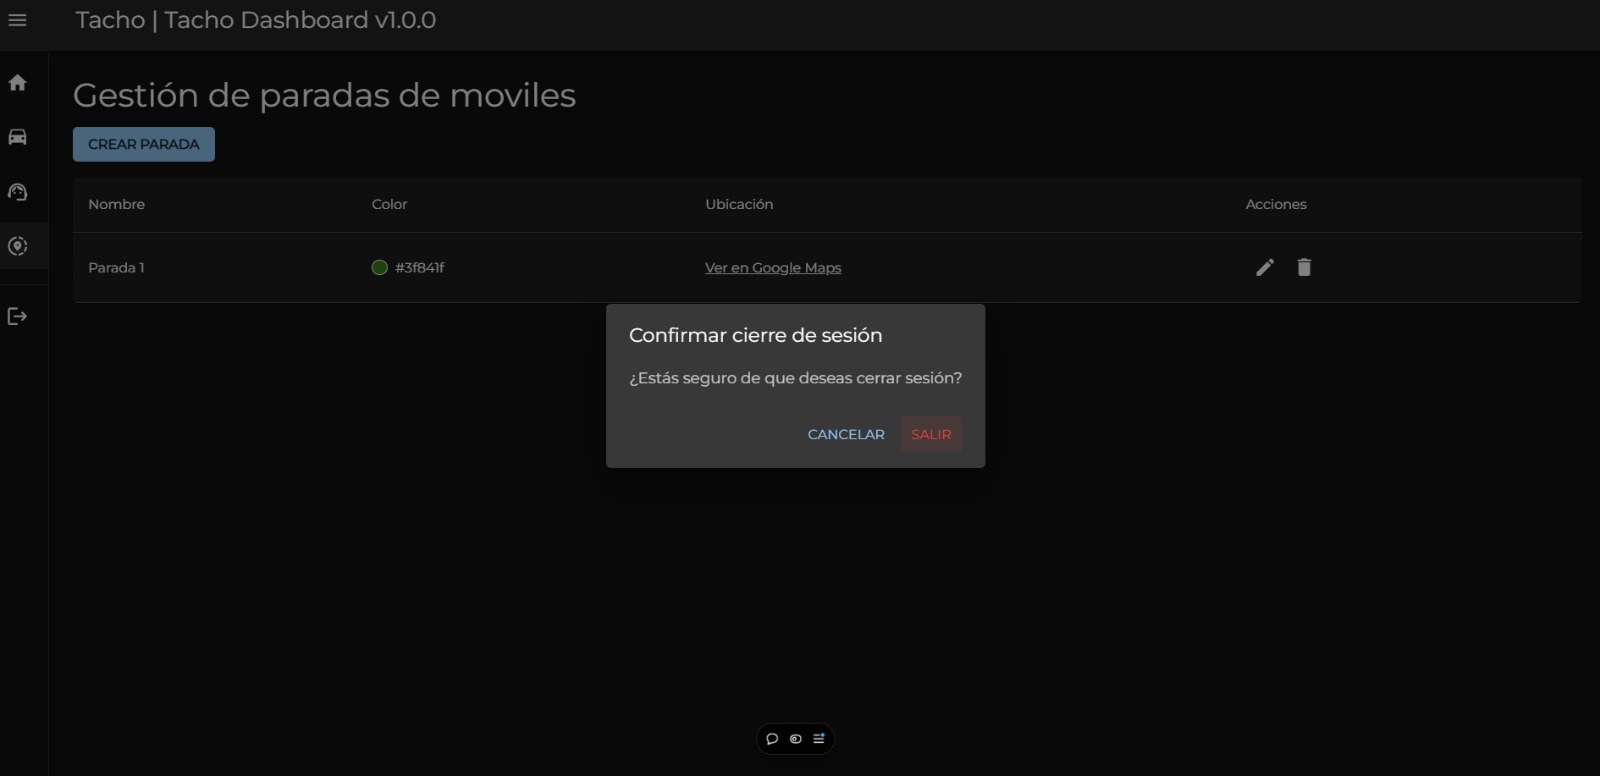 Tacho | Tacho Dashboard v1.0.0
Gestión de paradas de moviles
CREAR PARADA
Nombre Color Ubicación Acciones
Parada 1 #3f841f Ver en Google Maps
Confirmar cierre de sesión
¿Estás seguro de que deseas cerrar sesión?
CANCELAR SALIR